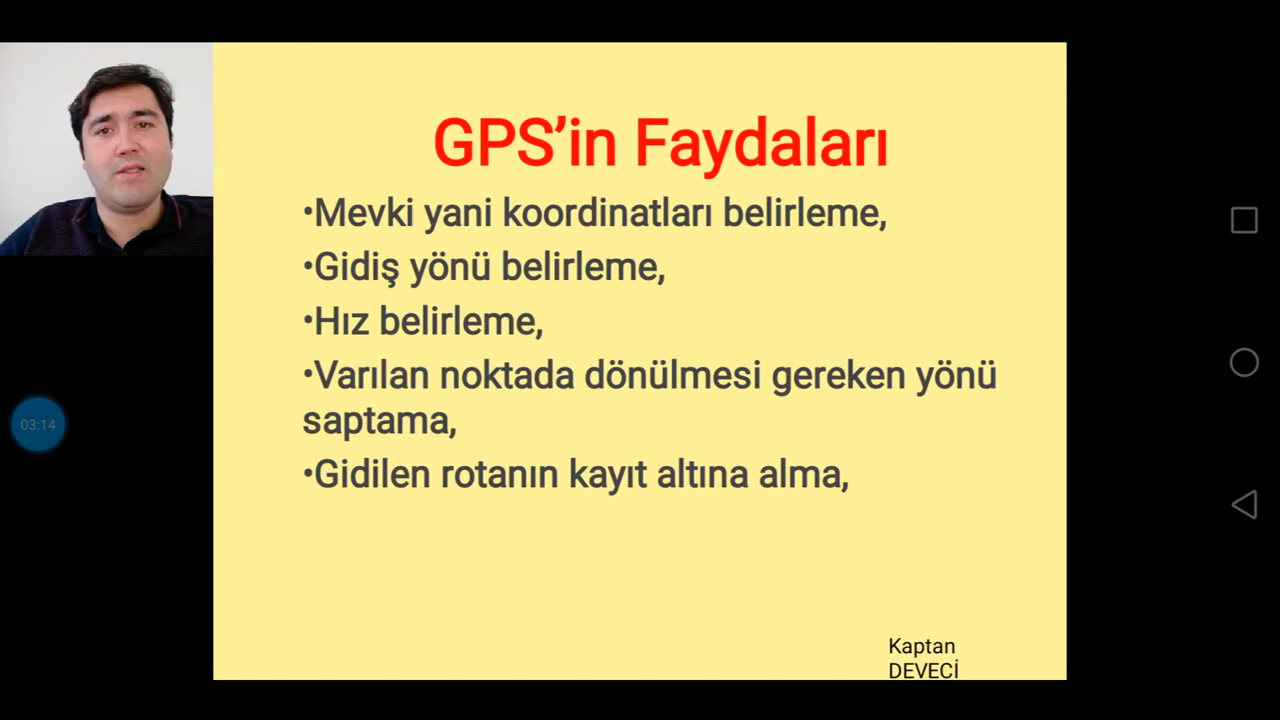 GPS’in Faydaları
•Mevki yani koordinatları belirleme,
•Gidiş yönü belirleme,
•Hız belirleme,
•Varılan noktada dönülmesi gereken yönü
saptama,
•Gidilen rotanın kayıt altına alma,
03:14
Kaptan
DEVECİ